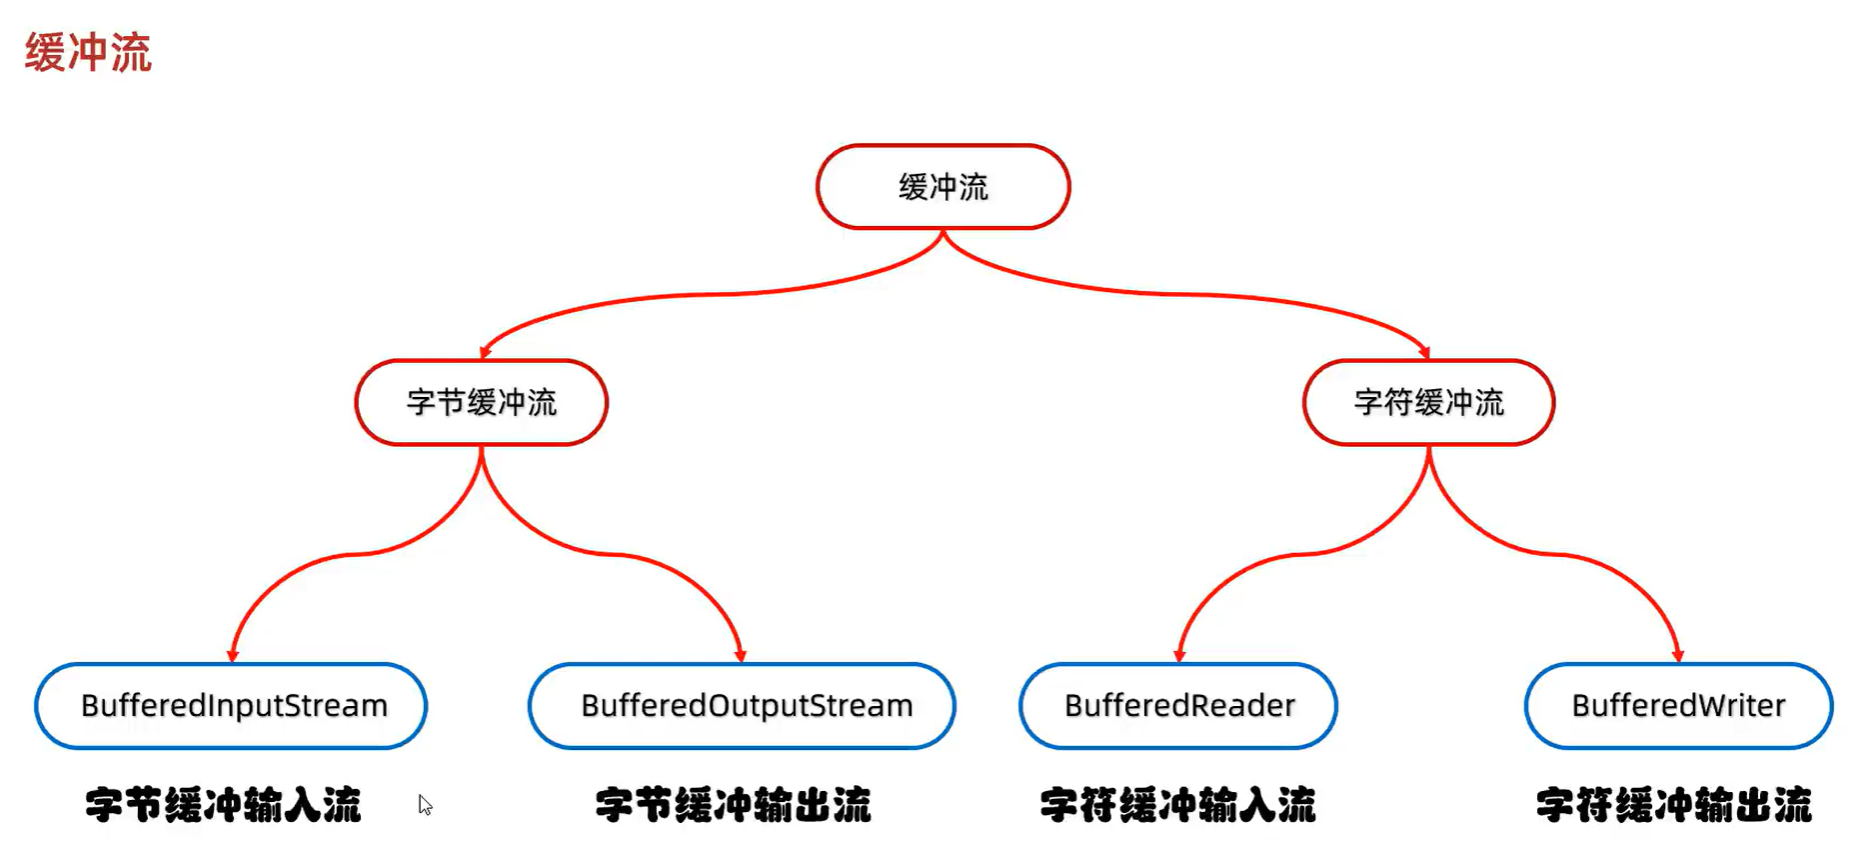 缓冲流
缓冲流
字节缓冲流
字符缓冲流
BufferedInputStream
BufferedOutputStream
BufferedReader
BufferedWriter
字节缓冲输入流
字节缓冲输出流
字符缓冲输入流
字符缓冲输出流